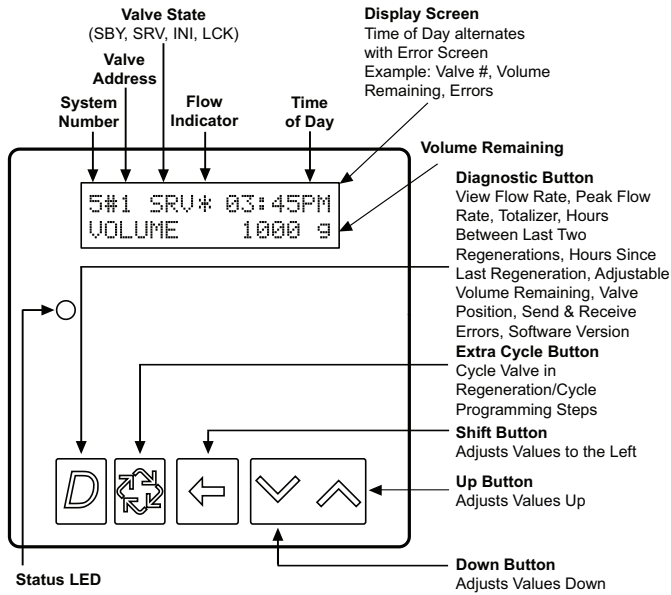 Valve State
(SBY, SRV, INI, LCK)
Valve
Address
System
Number
Flow
Indicator
Time
of Day
Display Screen
Time of Day alternates
with Error Screen
Example: Valve #, Volume
Remaining, Errors
Volume Remaining
5#1 SRV* 03:45PM
VOLUME 1000 g
Diagnostic Button
View Flow Rate, Peak Flow
Rate, Totalizer, Hours
Between Last Two
Regenerations, Hours Since
Last Regeneration, Adjustable
Volume Remaining, Valve
Position, Send & Receive
Errors, Software Version
Extra Cycle Button
Cycle Valve in
Regeneration/Cycle
Programming Steps
Shift Button
Adjusts Values to the Left
Up Button
Adjusts Values Up
Down Button
Adjusts Values Down
D
Status LED